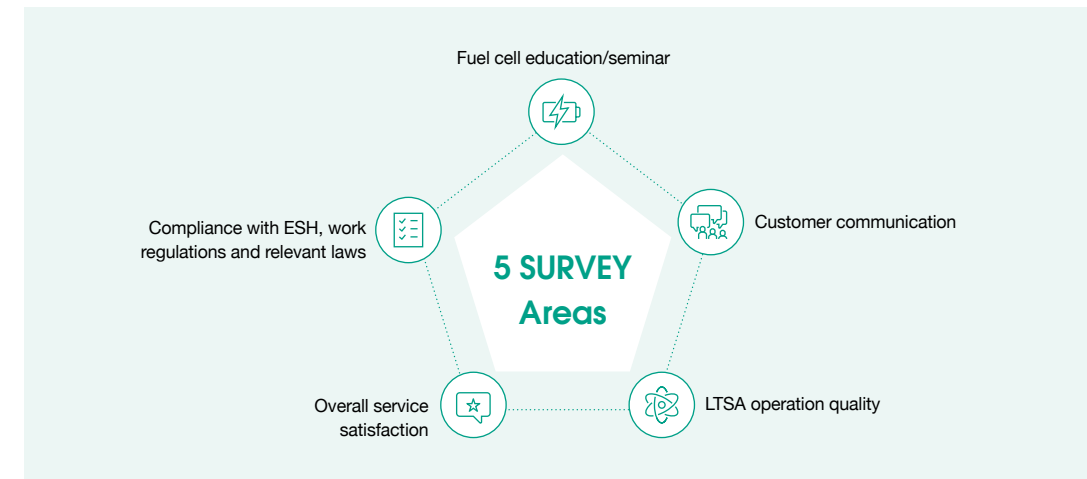 Fuel cell education/seminar
Customer communication
Compliance with ESH, work
regulations and relevant laws
5 SURVEY
Areas
Overall service
satisfaction
LTSA operation quality